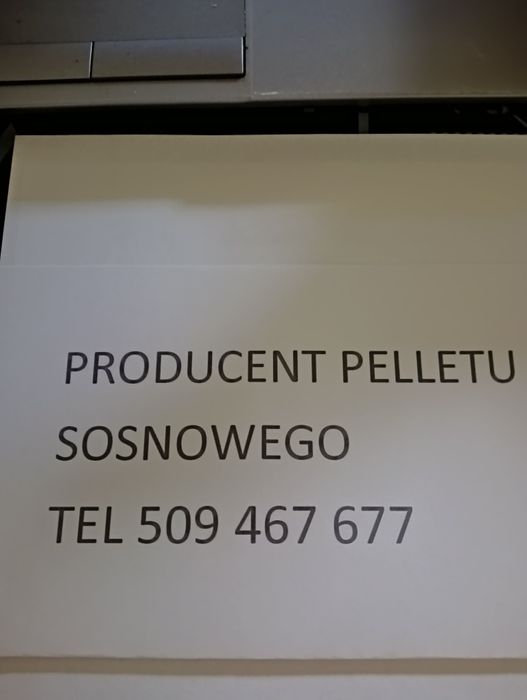 PRODUCENT PELLETU
SOSNOWEGO
TEL 509 467 677